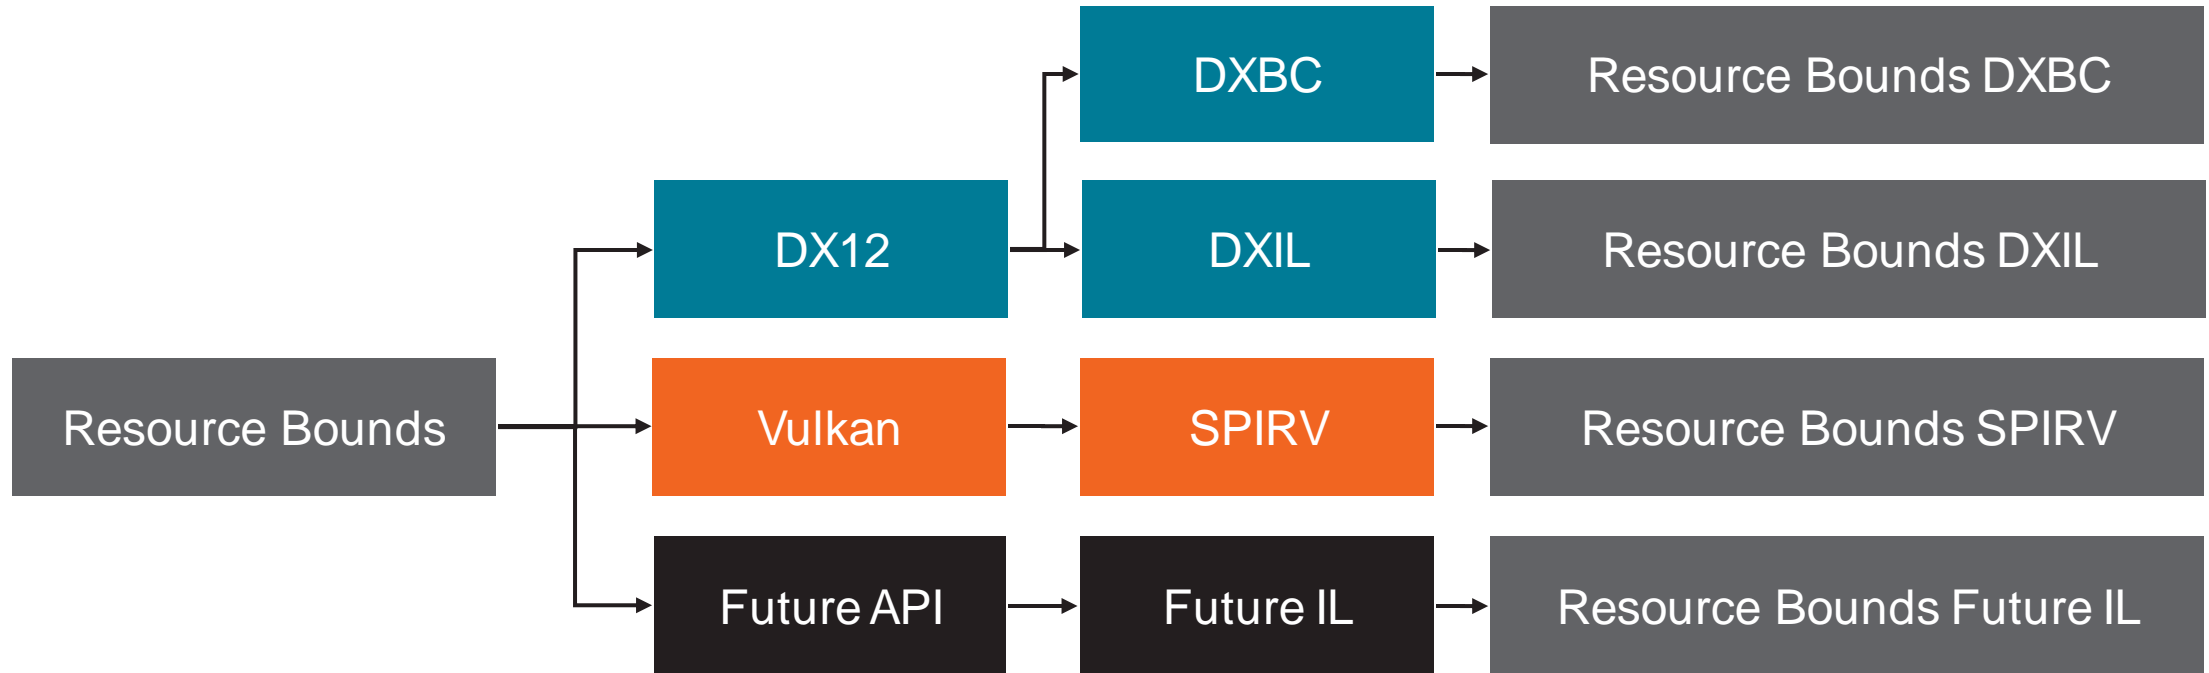 DXBC
Resource Bounds DXBC
DX12
DXIL
Resource Bounds DXIL
Resource Bounds
Vulkan
SPIRV
Resource Bounds SPIRV
Future API
Future IL
Resource Bounds Future IL